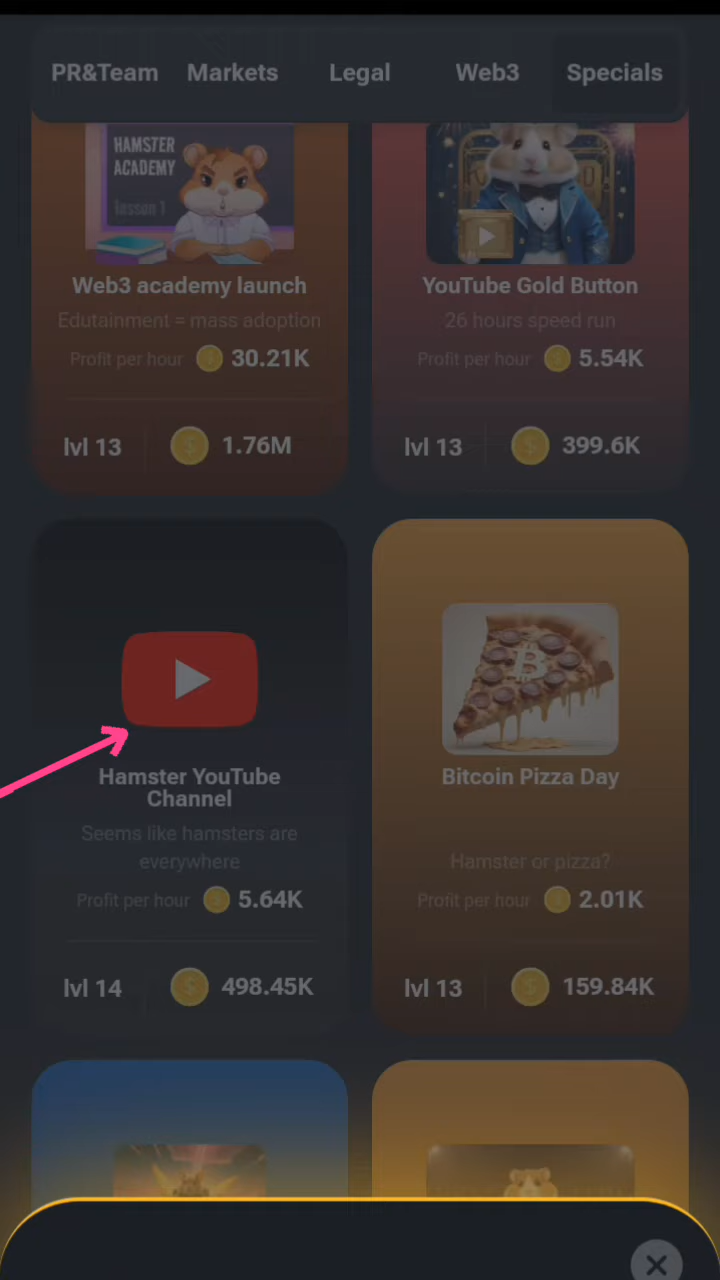 PR&Team Markets Legal Web3 Specials
HAMSTER
ACADEMY
lesson 1
Web3 academy launch
Edutainment = mass adoption
Profit per hour 30.21K
lvl 13 1.76M
YouTube Gold Button
26 hours speed run
Profit per hour 5.54K
lvl 13 399.6K
Hamster YouTube
Channel
Seems like hamsters are
everywhere
Profit per hour 5.64K
lvl 14 498.45K
Bitcoin Pizza Day
Hamster or pizza?
Profit per hour 2.01K
lvl 13 159.84K